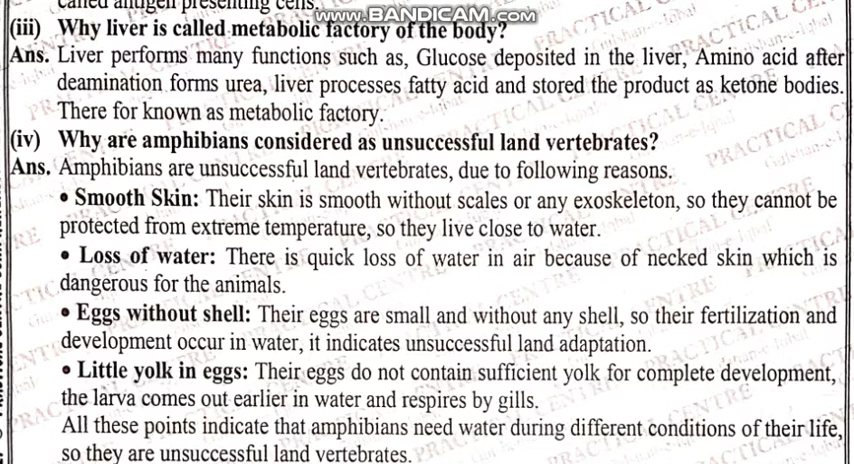 called antigen presenting cells.
www.BANDICAM.com
(iii) Why liver is called metabolic factory of the body?
Ans. Liver performs many functions such as, Glucose deposited in the liver, Amino acid after
deamination forms urea, liver processes fatty acid and stored the product as ketone bodies.
There for known as metabolic factory.
(iv) Why are amphibians considered as unsuccessful land vertebrates?
Ans. Amphibians are unsuccessful land vertebrates, due to following reasons.
• Smooth Skin: Their skin is smooth without scales or any exoskeleton, so they cannot be
protected from extreme temperature, so they live close to water.
• Loss of water: There is quick loss of water in air because of necked skin which is
dangerous for the animals.
• Eggs without shell: Their eggs are small and without any shell, so their fertilization and
development occur in water, it indicates unsuccessful land adaptation.
• Little yolk in eggs: Their eggs do not contain sufficient yolk for complete development,
the larva comes out earlier in water and respires by gills.
All these points indicate that amphibians need water during different conditions of their life,
so they are unsuccessful land vertebrates.
PRACTICAL CENTRE
Gulshan-e-Iqbal